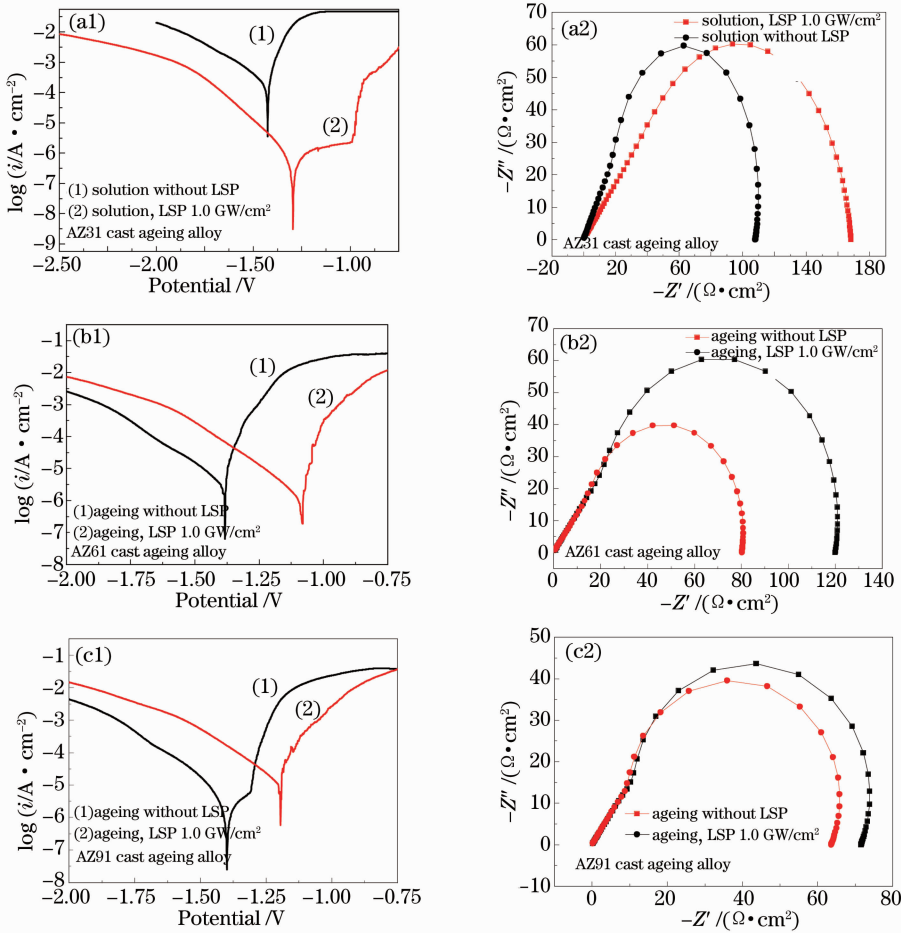 (a1)
(1)
(2)
(1) solution without LSP
(2) solution, LSP 1.0 GW/cm²
AZ31 cast ageing alloy
log (i/A • cm⁻²)
−2
−3
−4
−5
−6
−7
−8
−9
−2.5
−2.00
−1.50
−1.00
Potential /V
(a2)
solution, LSP 1.0 GW/cm²
solution without LSP
AZ31 cast ageing alloy
−Z″ /(Ω • cm²)
70
60
50
40
30
20
10
0
−20
20
60
100
140
180
−Z′ /(Ω • cm²)
(b1)
(1)
(2)
(1)ageing without LSP
(2)ageing, LSP 1.0 GW/cm²
AZ61 cast ageing alloy
log (i/A • cm⁻²)
−1
−2
−3
−4
−5
−6
−7
−8
−2.00
−1.75
−1.50
−1.25
−1.00
−0.75
Potential /V
(b2)
ageing without LSP
ageing, LSP 1.0 GW/cm²
AZ61 cast ageing alloy
−Z″ /(Ω • cm²)
70
60
50
40
30
20
10
0
0
20
40
60
80
100
120
140
−Z′ /(Ω • cm²)
(c1)
(1)
(2)
(1)ageing without LSP
(2)ageing, LSP 1.0 GW/cm²
AZ91 cast ageing alloy
log (i/A • cm⁻²)
−1
−2
−3
−4
−5
−6
−7
−8
−2.00
−1.75
−1.50
−1.25
−1.00
−0.75
Potential /V
(c2)
ageing without LSP
ageing, LSP 1.0 GW/cm²
AZ91 cast ageing alloy
−Z″ /(Ω • cm²)
50
40
30
20
10
0
−10
0
20
40
60
80
−Z′ /(Ω • cm²)